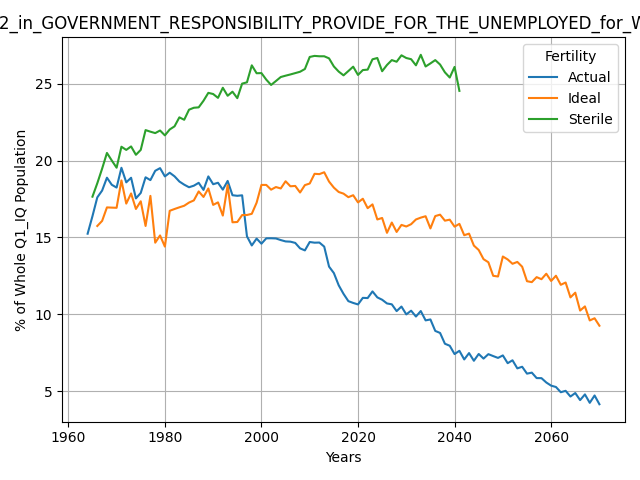 2_in_GOVERNMENT_RESPONSIBILITY_PROVIDE_FOR_THE_UNEMPLOYED_for_W
Fertility
Actual
Ideal
Sterile
% of Whole Q1_IQ Population
25
20
15
10
5
1960 1980 2000 2020 2040 2060
Years